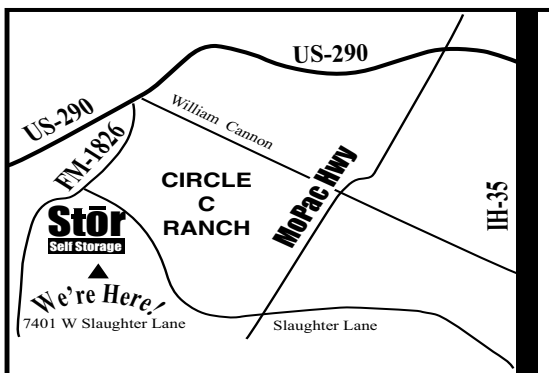 US-290
US-290
William Cannon
FM-1826
CIRCLE
C
RANCH
MoPac Hwy
IH-35
Stōr
Self Storage
We're Here!
7401 W Slaughter Lane
Slaughter Lane